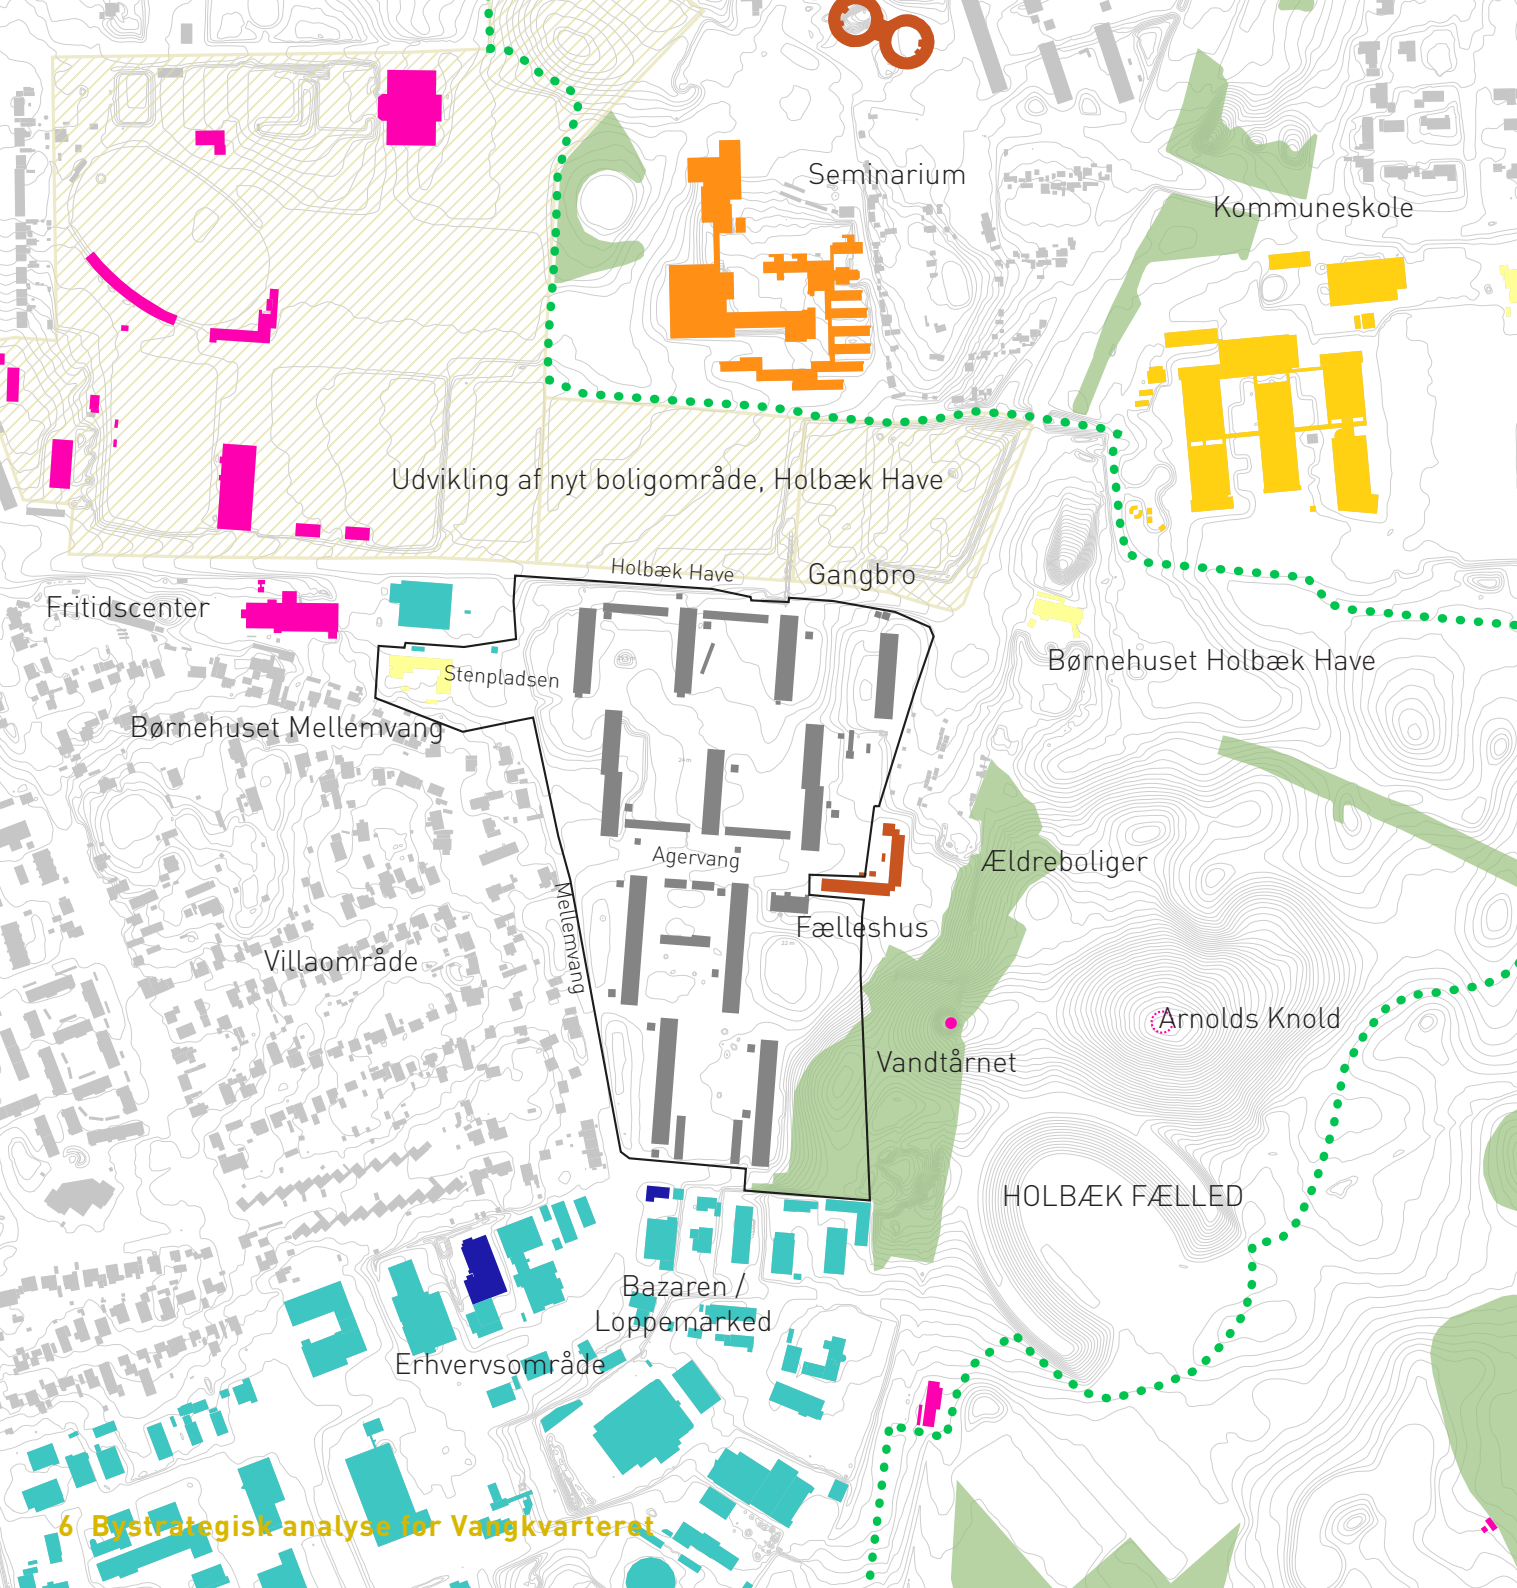 Seminarium
Kommuneskole
Udvikling af nyt boligområde, Holbæk Have
Holbæk Have
Gangbro
Fritidscenter
Stenpladsen
Børnehuset Holbæk Have
Børnehuset Mellemvang
Agervang
Ældreboliger
Mellemvang
Fælleshus
Villaområde
22 m
Arnolds Knold
Vandtårnet
HOLBÆK FÆLLED
Bazaren /
Loppemarked
Erhvervsområde
6 Bystrategisk analyse for Vangkvarteret